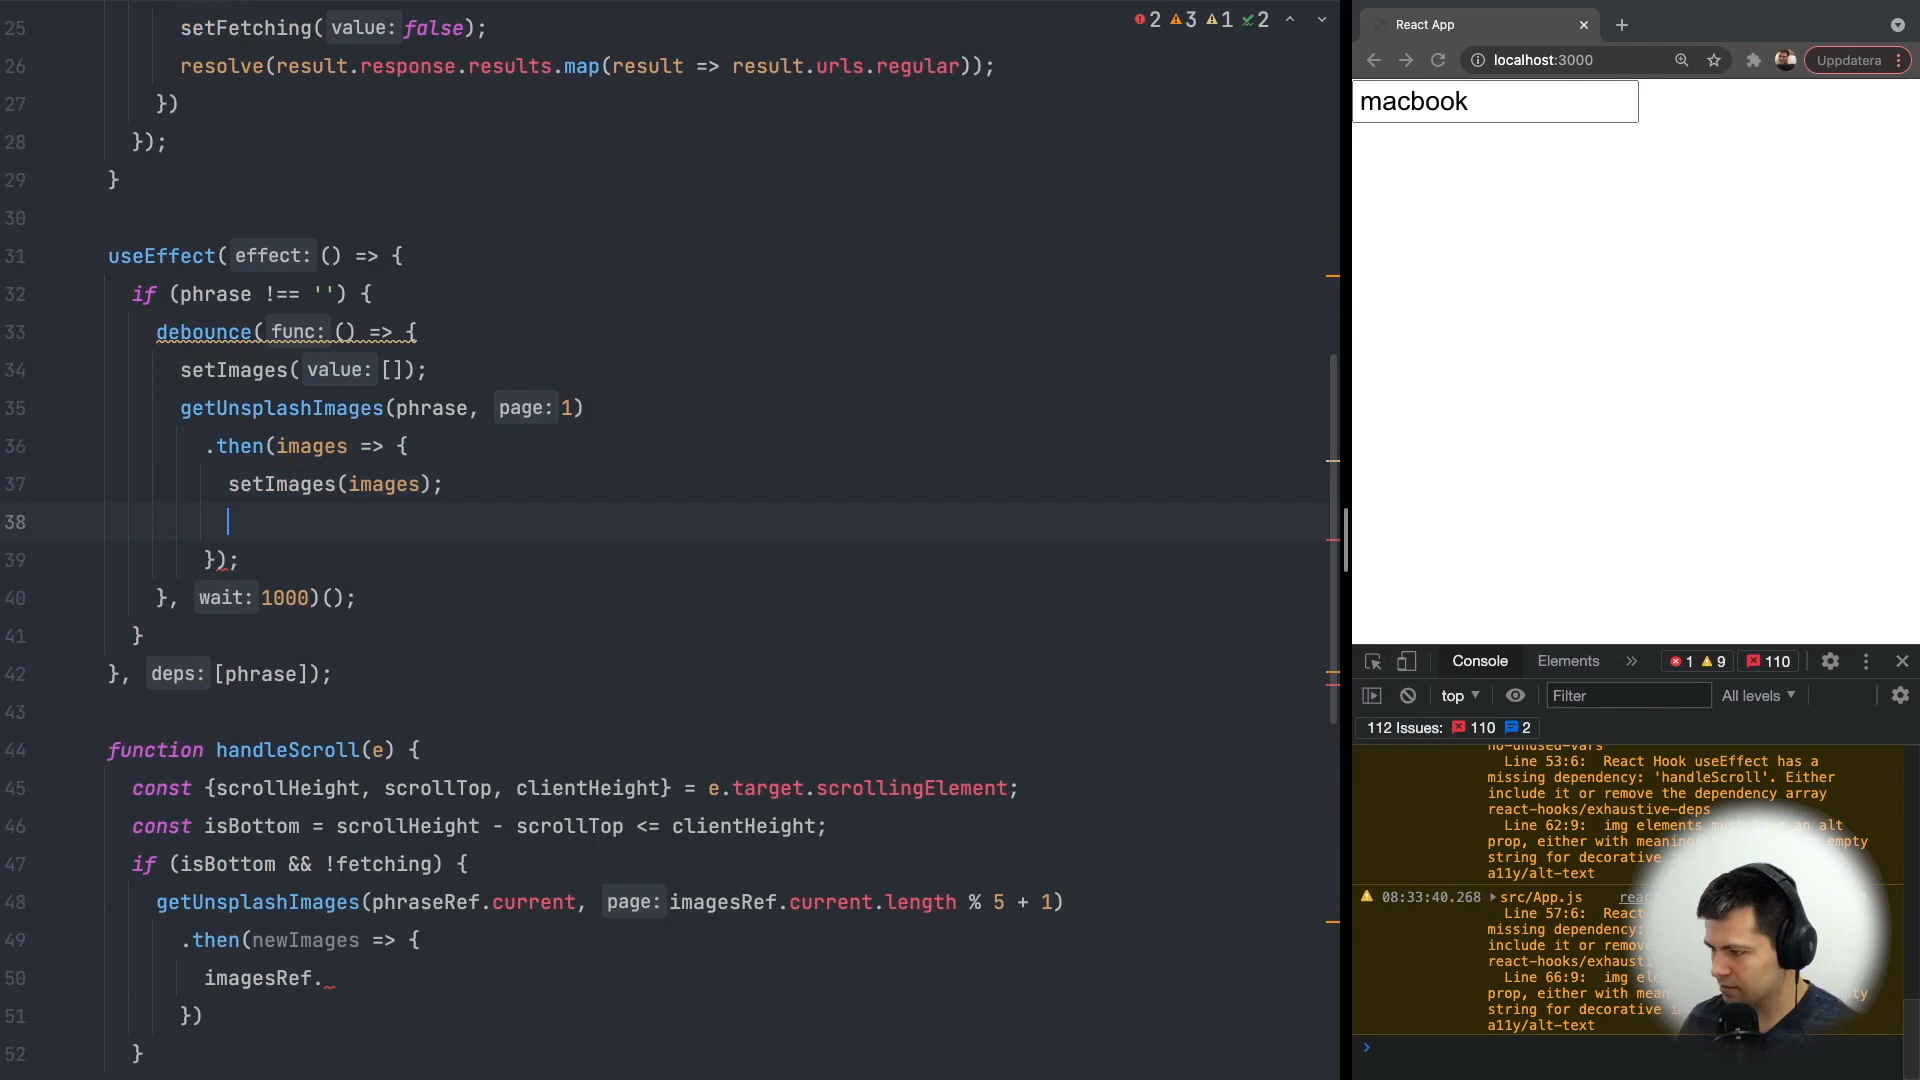 25 setFetching( value: false);
26 resolve(result.response.results.map(result => result.urls.regular));
27 })
28 });
29 }
30
31 useEffect( effect: () => {
32 if (phrase !== '') {
33 debounce( func: () => {
34 setImages( value: []);
35 getUnsplashImages(phrase, page: 1)
36 .then(images => {
37 setImages(images);
38
39 });
40 }, wait: 1000)();
41 }
42 }, deps: [phrase]);
43
44 function handleScroll(e) {
45 const {scrollHeight, scrollTop, clientHeight} = e.target.scrollingElement;
46 const isBottom = scrollHeight - scrollTop <= clientHeight;
47 if (isBottom && !fetching) {
48 getUnsplashImages(phraseRef.current, page: imagesRef.current.length % 5 + 1)
49 .then(newImages => {
50 imagesRef.
51 })
52 }
2 3 1 2
React App
localhost:3000
Uppdatera
macbook
Console Elements 1 9 110
top Filter All levels
112 Issues: 110 2
no-unused-vars
Line 53:6: React Hook useEffect has a
missing dependency: 'handleScroll'. Either
include it or remove the dependency array
react-hooks/exhaustive-deps
Line 62:9: img elements must have an alt
prop, either with empty
string for decorative
a11y/alt-text
08:33:40.268 src/App.js
Line 57:6: React
missing dependency:
include it or
react-hooks/
Line 66:9: img
prop, either with
string for decorative
a11y/alt-text